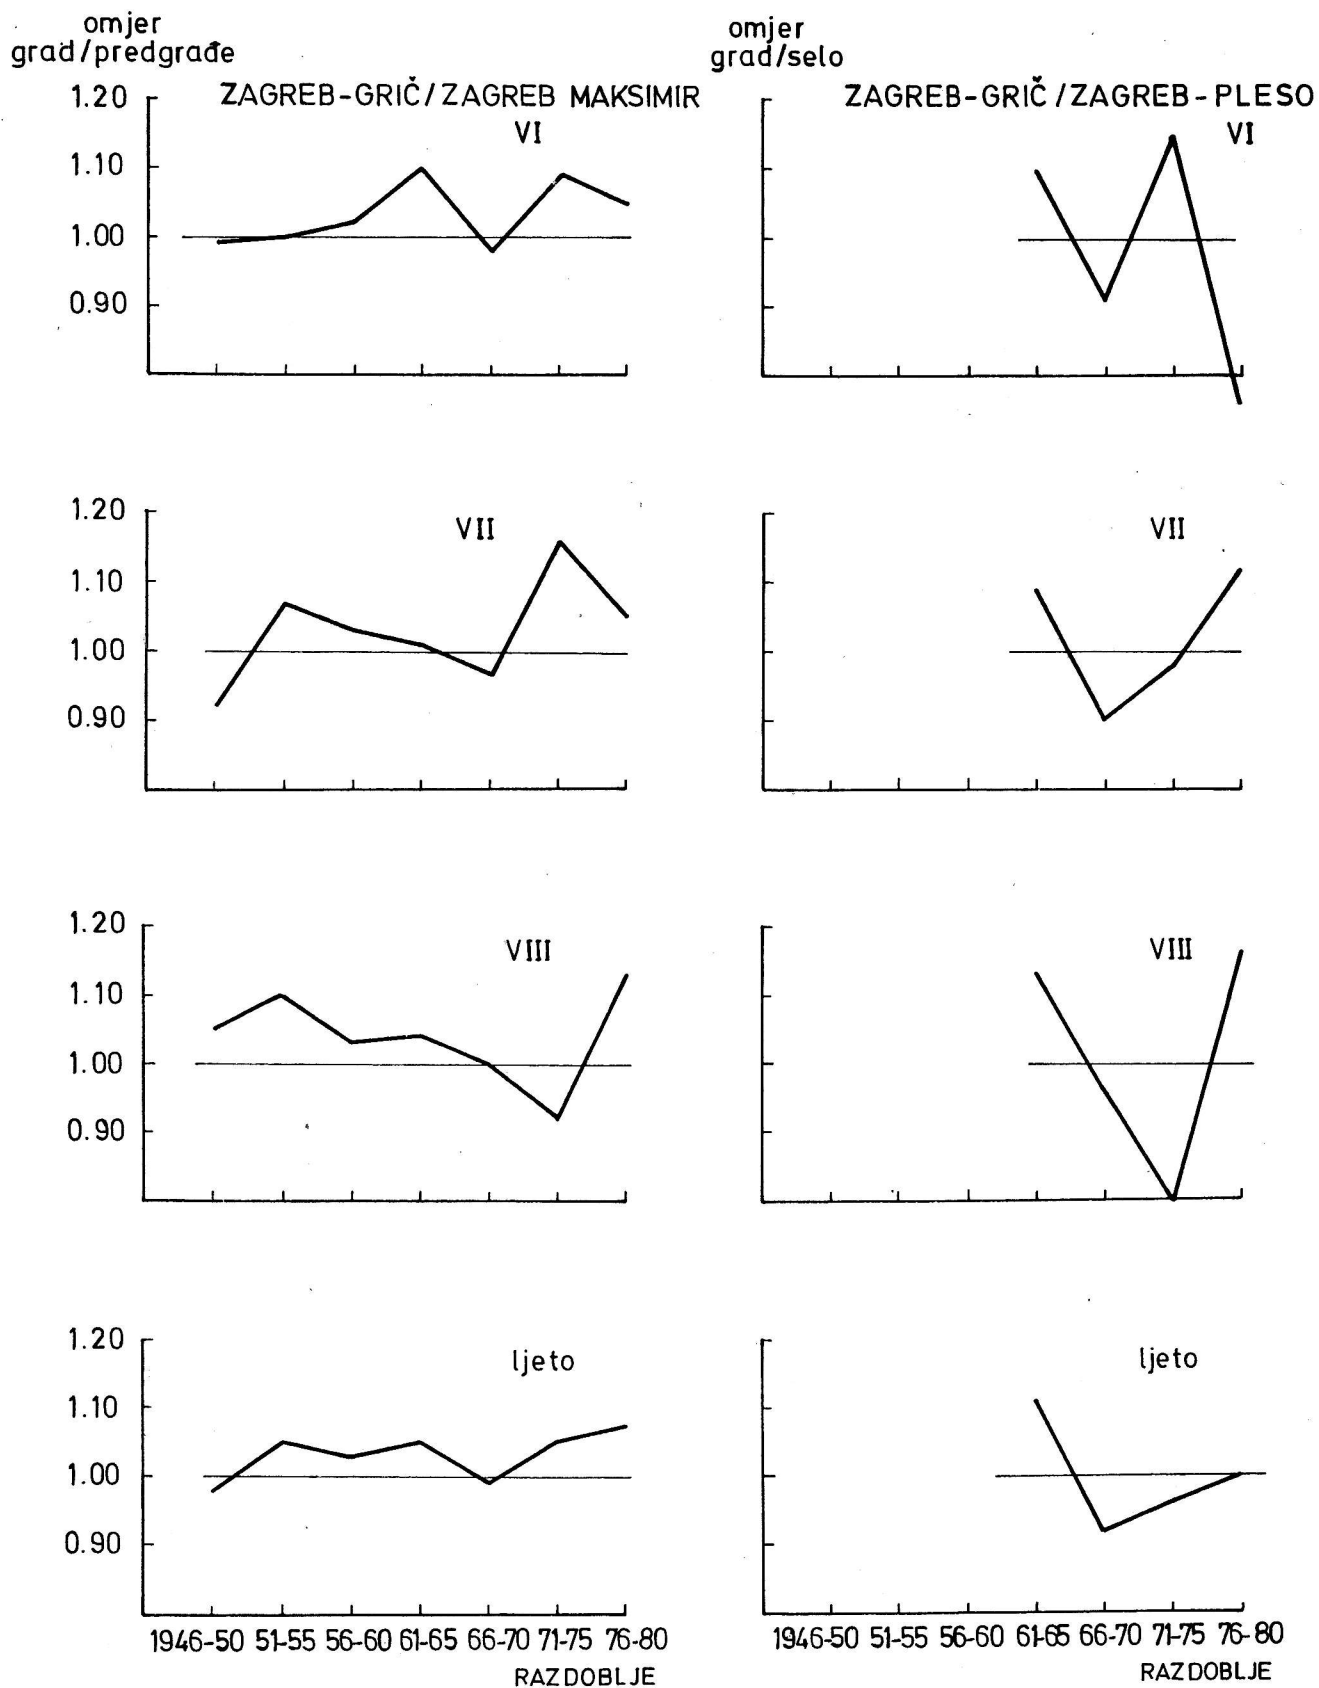 omjer
grad/predgrađe
ZAGREB-GRIČ/ZAGREB MAKSIMIR
VI
1.20
1.10
1.00
0.90
omjer
grad/selo
ZAGREB-GRIČ/ZAGREB-PLESO
VI
VII
1.20
1.10
1.00
0.90
VII
VIII
1.20
1.10
1.00
0.90
VIII
ljeto
1.20
1.10
1.00
0.90
1946-50 51-55 56-60 61-65 66-70 71-75 76-80
RAZDOBLJE
ljeto
1946-50 51-55 56-60 61-65 66-70 71-75 76-80
RAZDOBLJE